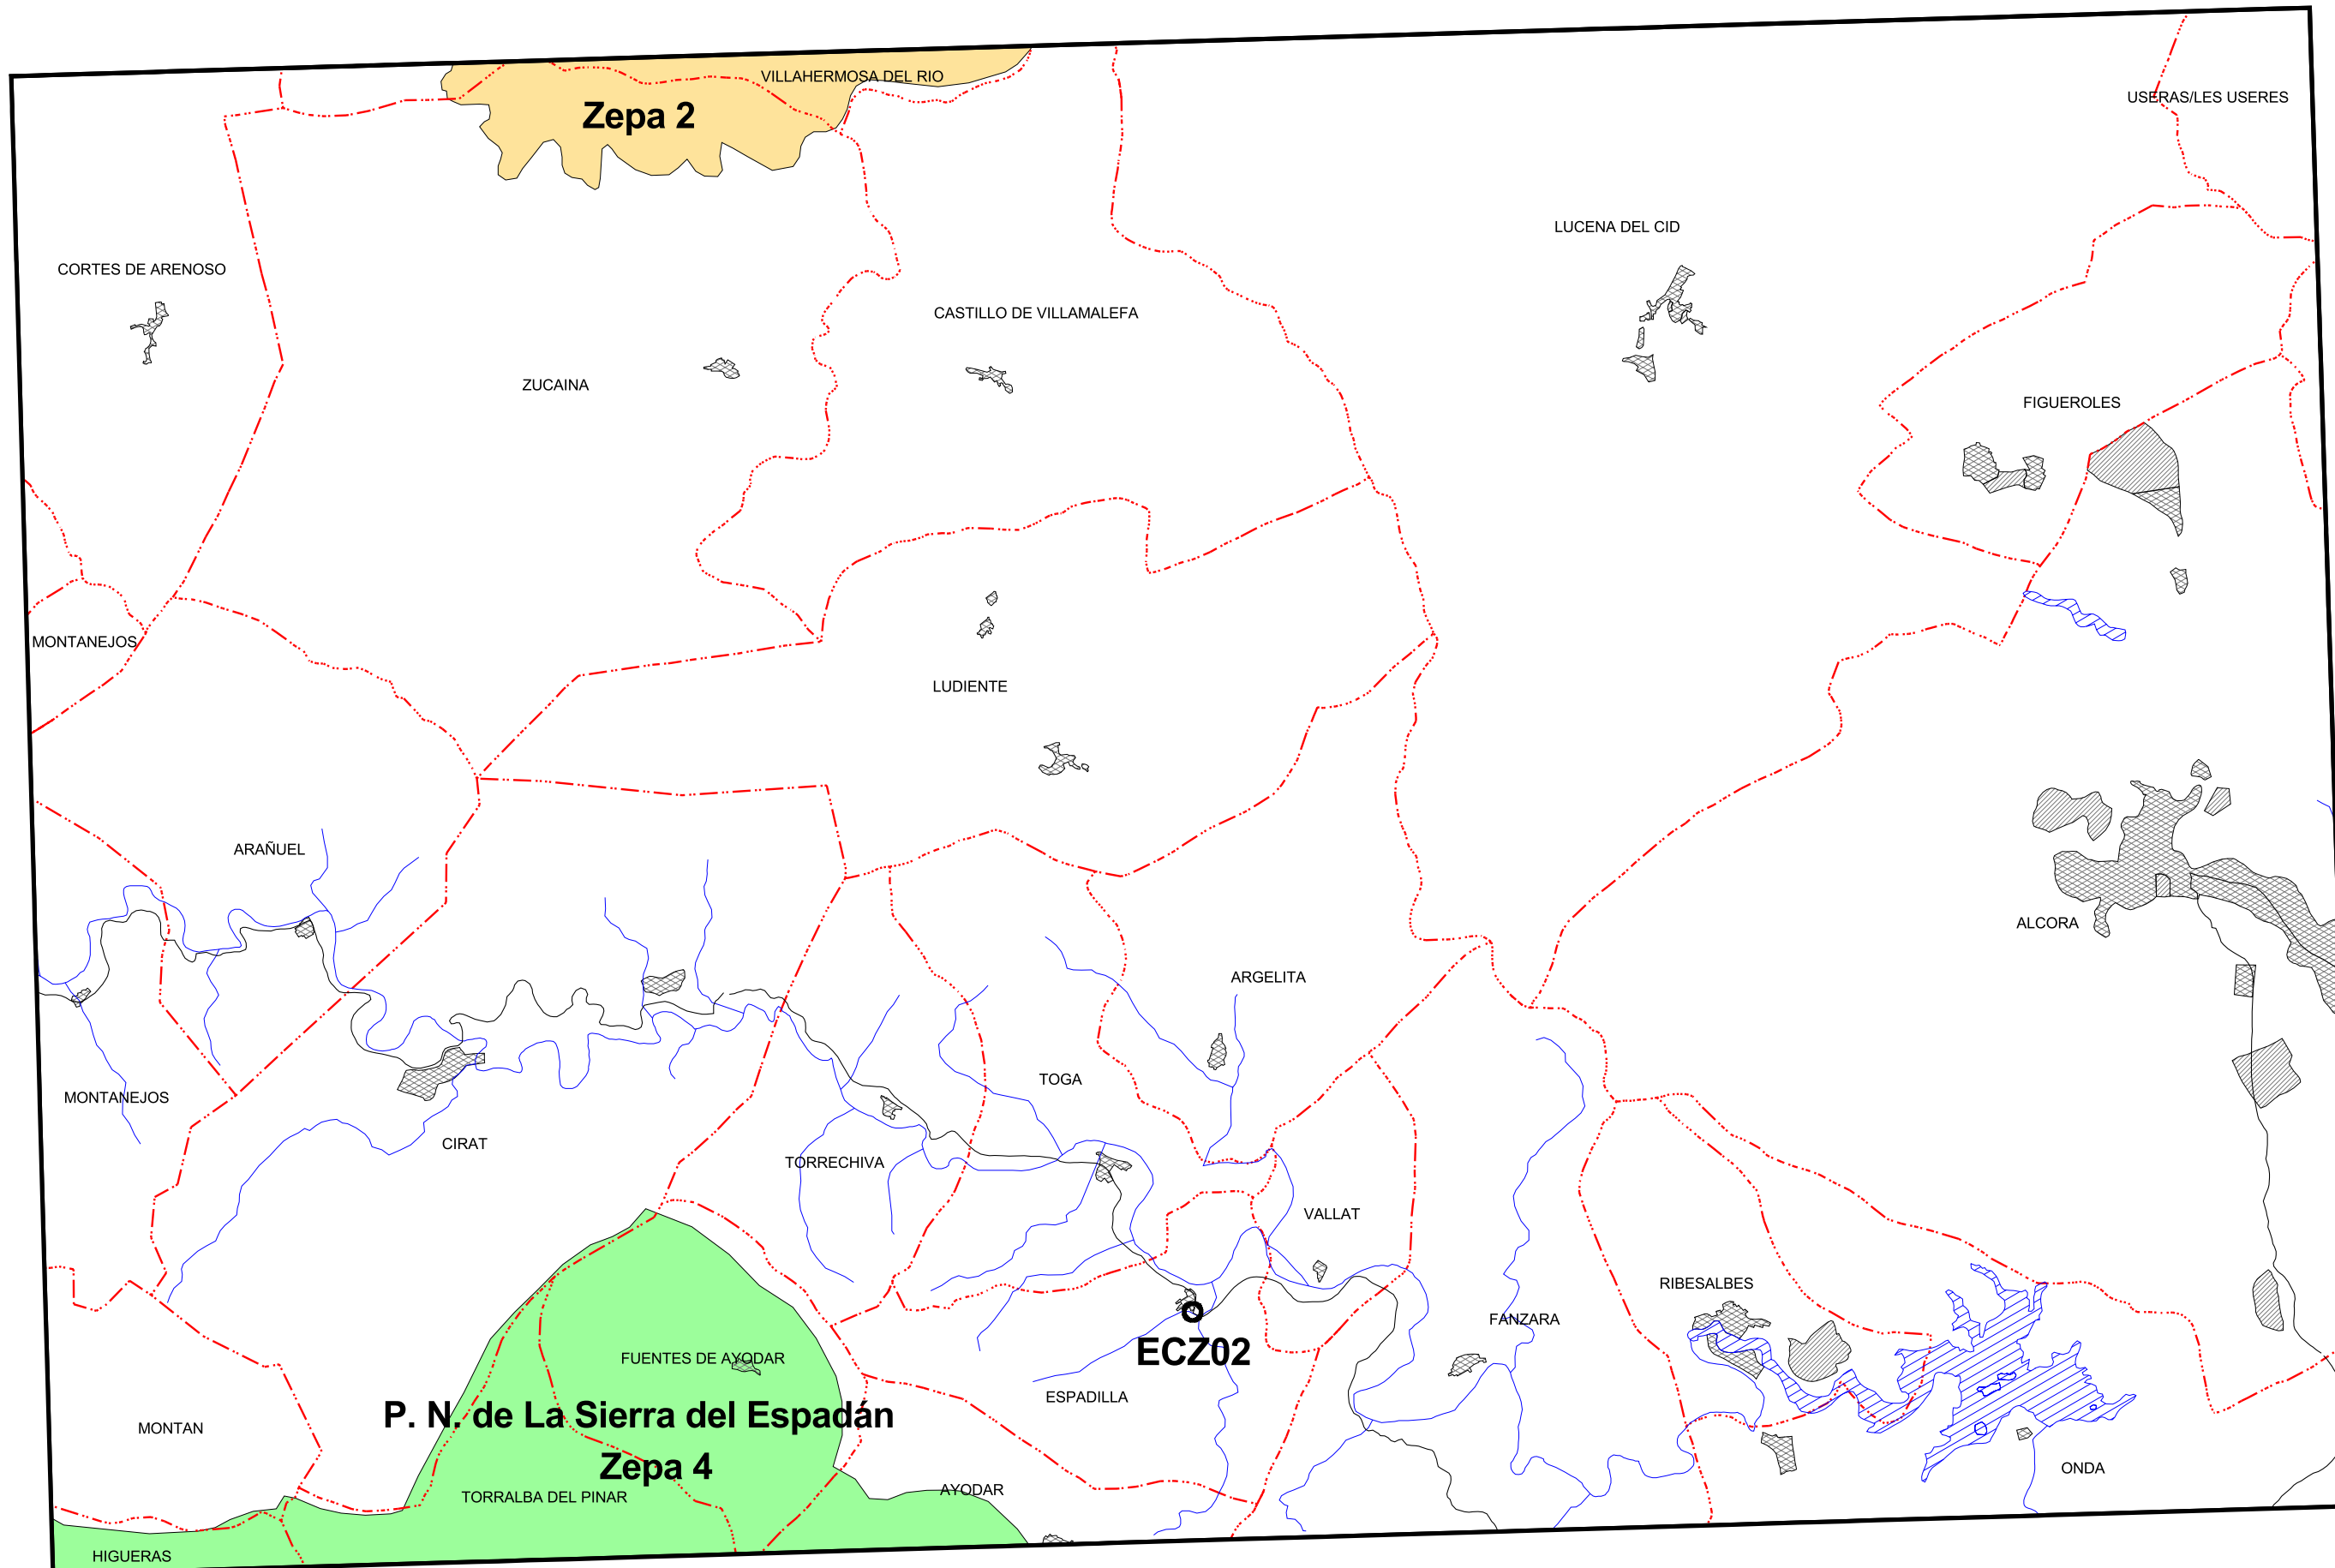 VILLAHERMOSA DEL RIO
USERAS/LES USERES
Zepa 2
LUCENA DEL CID
CORTES DE ARENOSO
CASTILLO DE VILLAMALEFA
ZUCAINA
FIGUEROLES
MONTANEJOS
LUDIENTE
ARAÑUEL
ALCORA
ARGELITA
TOGA
MONTANEJOS
CIRAT
TORRECHIVA
VALLAT
RIBESALBES
FANZARA
ECZ02
FUENTES DE AYODAR
ESPADILLA
P. N. de La Sierra del Espadán
MONTAN
Zepa 4
ONDA
AYODAR
TORRALBA DEL PINAR
HIGUERAS